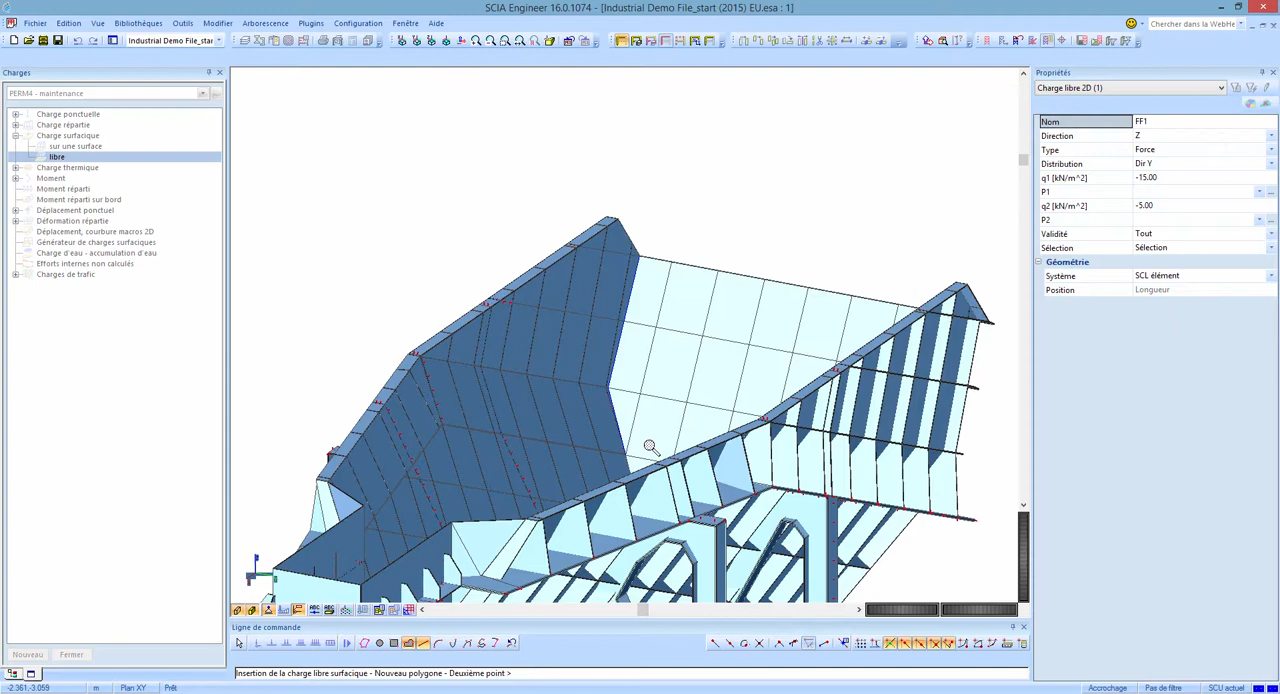 SCIA Engineer 16.0.1074 - [Industrial Demo File_start (2015) EU.esa : 1]
Fichier Edition Vue Bibliothèques Outils Modifier Arborescence Plugins Configuration Fenêtre Aide
Chercher dans la WebHe
Industrial Demo File_star
Charges
PERM4 - maintenance
Charge ponctuelle
Charge répartie
Charge surfacique
sur une surface
libre
Charge thermique
Moment
Moment réparti
Moment réparti sur bord
Déplacement ponctuel
Déformation répartie
Déplacement, courbure macros 2D
Générateur de charges surfaciques
Charge d'eau - accumulation d'eau
Efforts internes non calculés
Charges de trafic
Nouveau Fermer
Propriétés
Charge libre 2D (1)
Nom FF1
Direction Z
Type Force
Distribution Dir Y
q1 [kN/m^2] -15.00
P1
q2 [kN/m^2] -5.00
P2
Validité Tout
Sélection Sélection
Géométrie
Système SCL élément
Position Longueur
Ligne de commande
Insertion de la charge libre surfacique - Nouveau polygone - Deuxième point >
-2.361,-3.059 m Plan XY Prêt Accrochage Pas de filtre SCU actuel